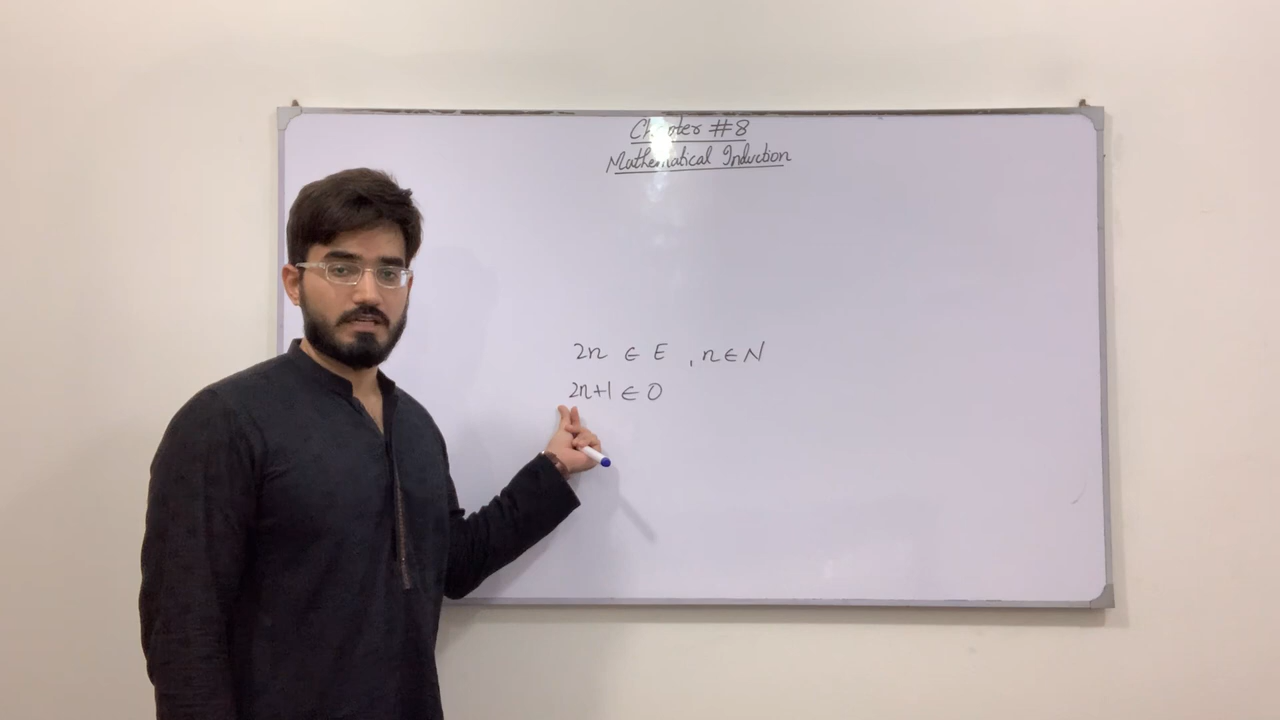 Chapter #8
Mathematical Induction
2n ∈ E , n ∈ N
2n+1 ∈ O